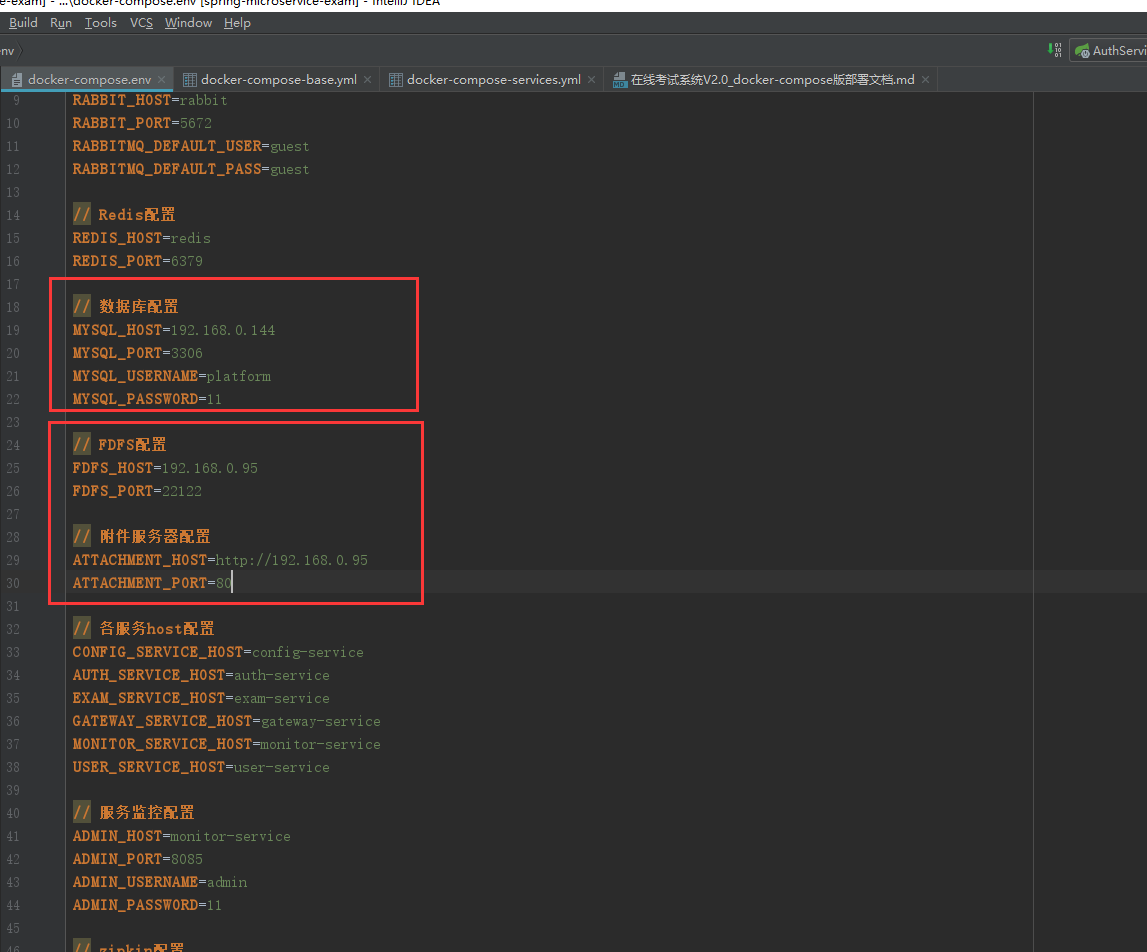 -exam] - ...\docker-compose.env [spring-microservice-exam] - IntelliJ IDEA
Build Run Tools VCS Window Help
nv
AuthServi
docker-compose.env docker-compose-base.yml docker-compose-services.yml 在线考试系统V2.0_docker-compose版部署文档.md
9 RABBIT_HOST=rabbit
10 RABBIT_PORT=5672
11 RABBITMQ_DEFAULT_USER=guest
12 RABBITMQ_DEFAULT_PASS=guest
13
14 // Redis配置
15 REDIS_HOST=redis
16 REDIS_PORT=6379
17
18 // 数据库配置
19 MYSQL_HOST=192.168.0.144
20 MYSQL_PORT=3306
21 MYSQL_USERNAME=platform
22 MYSQL_PASSWORD=11
23
24 // FDFS配置
25 FDFS_HOST=192.168.0.95
26 FDFS_PORT=22122
27
28 // 附件服务器配置
29 ATTACHMENT_HOST=http://192.168.0.95
30 ATTACHMENT_PORT=80
31
32 // 各服务host配置
33 CONFIG_SERVICE_HOST=config-service
34 AUTH_SERVICE_HOST=auth-service
35 EXAM_SERVICE_HOST=exam-service
36 GATEWAY_SERVICE_HOST=gateway-service
37 MONITOR_SERVICE_HOST=monitor-service
38 USER_SERVICE_HOST=user-service
39
40 // 服务监控配置
41 ADMIN_HOST=monitor-service
42 ADMIN_PORT=8085
43 ADMIN_USERNAME=admin
44 ADMIN_PASSWORD=11
45
46 // zipkin配置